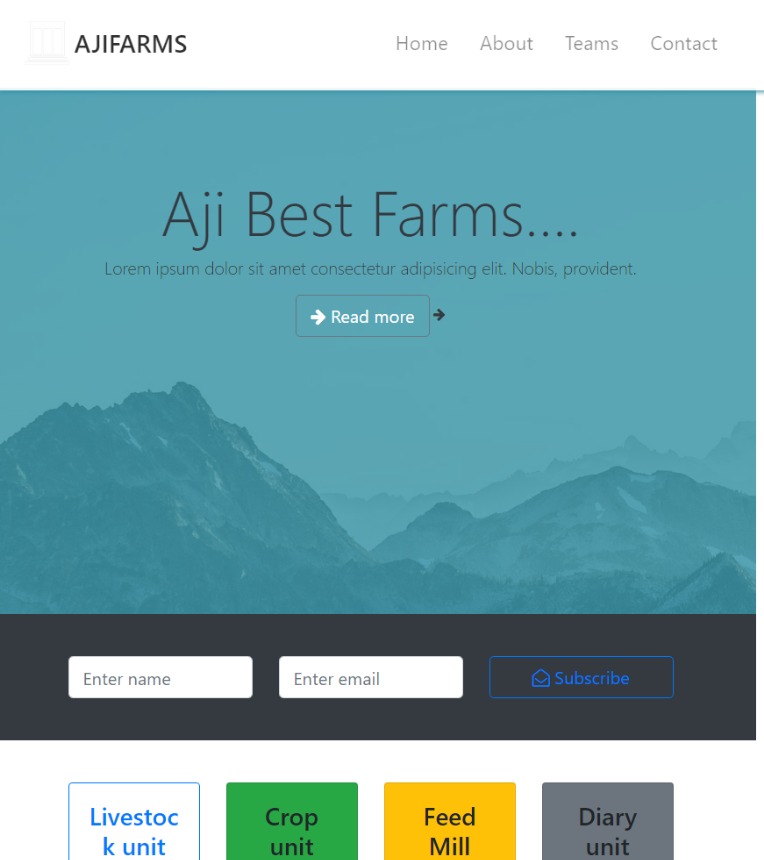 AJIFARMS
Home About Teams Contact
Aji Best Farms....
Lorem ipsum dolor sit amet consectetur adipisicing elit. Nobis, provident.
Read more
Enter name
Enter email
Subscribe
Livestoc
k unit
Crop
unit
Feed
Mill
Diary
unit